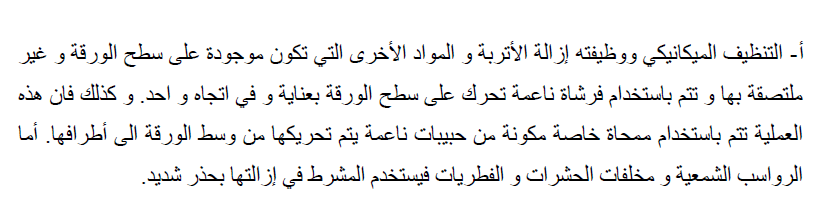 أ- التنظيف الميكانيكي ووظيفته إزالة الأتربة و المواد الأخرى التي تكون موجودة على سطح الورقة و غير
ملتصقة بها و تتم باستخدام فرشاة ناعمة تحرك على سطح الورقة بعناية و في اتجاه و احد. و كذلك فان هذه
العملية تتم باستخدام ممحاة خاصة مكونة من حبيبات ناعمة يتم تحريكها من وسط الورقة الى أطرافها. أما
الرواسب الشمعية و مخلفات الحشرات و الفطريات فيستخدم المشرط في إزالتها بحذر شديد.